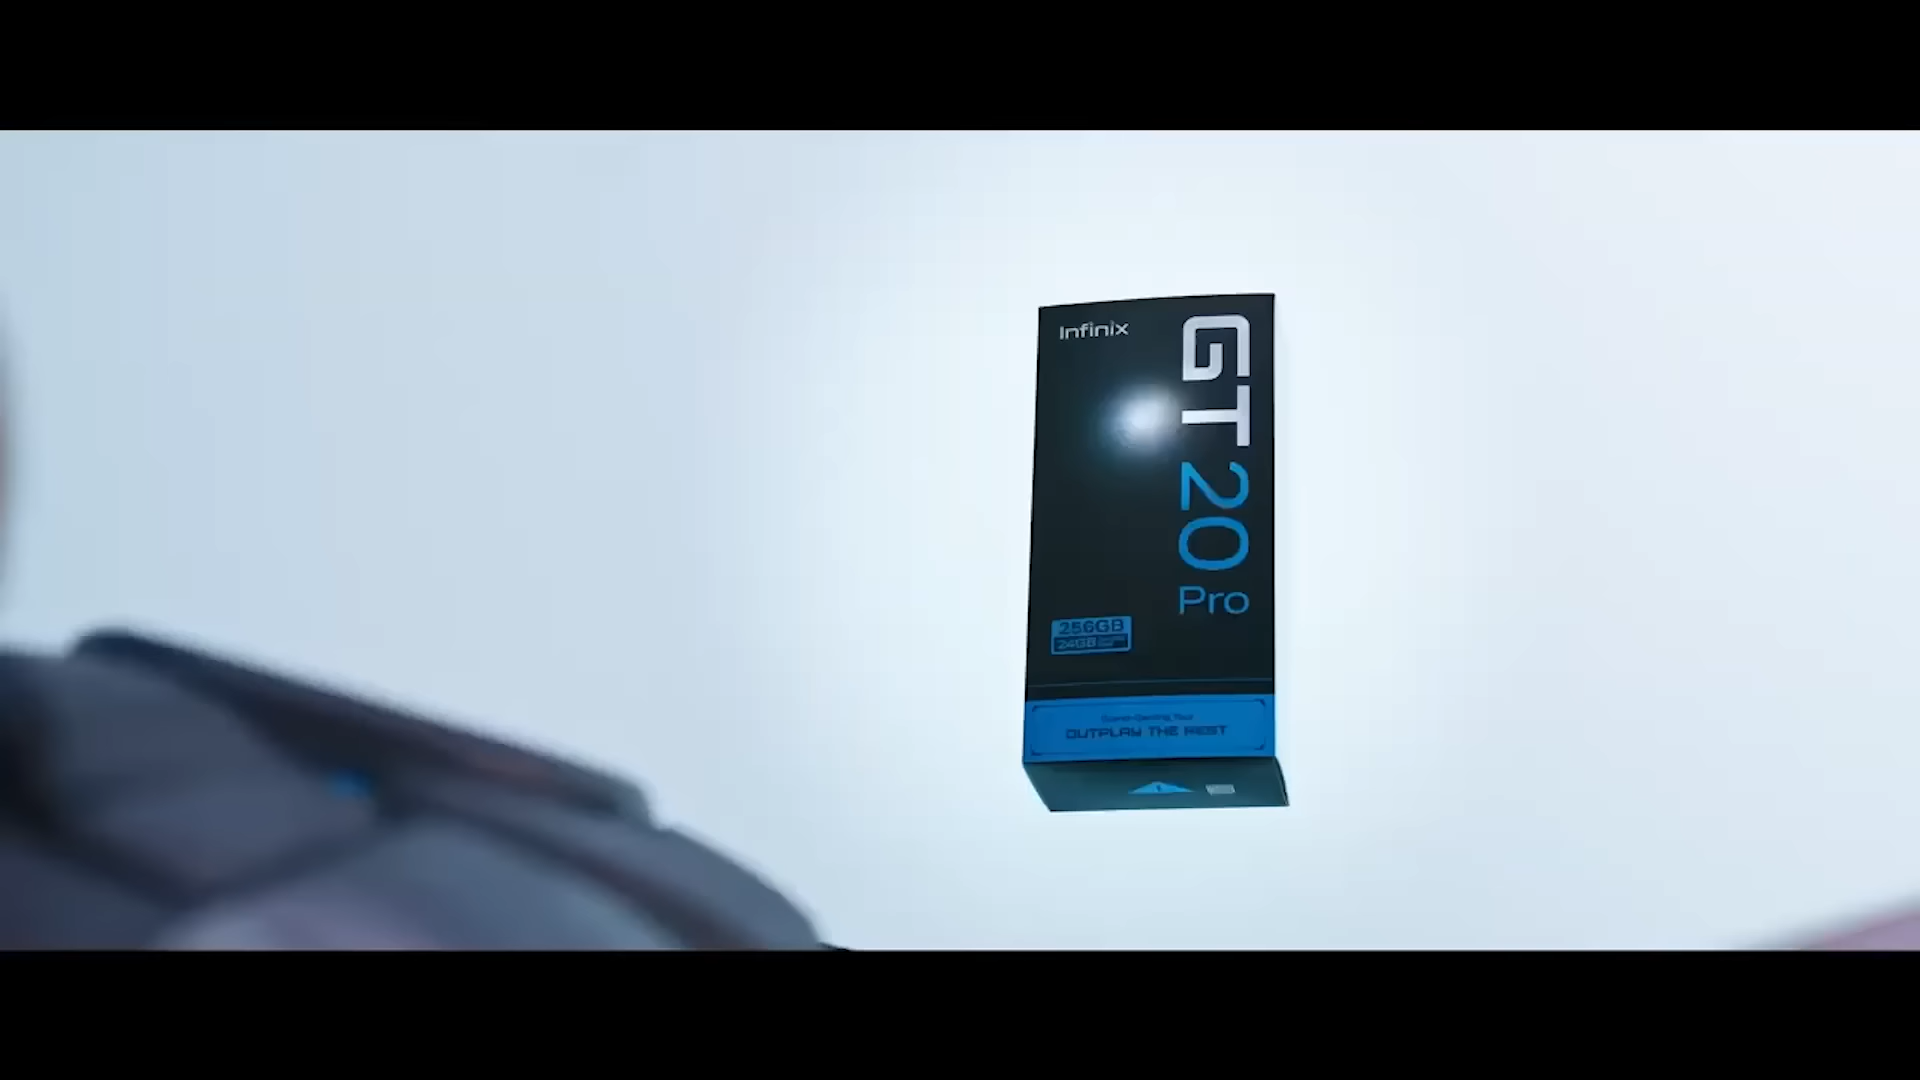 Infinix
GT 20 Pro
256GB
24GB
OUTPLAY THE REST